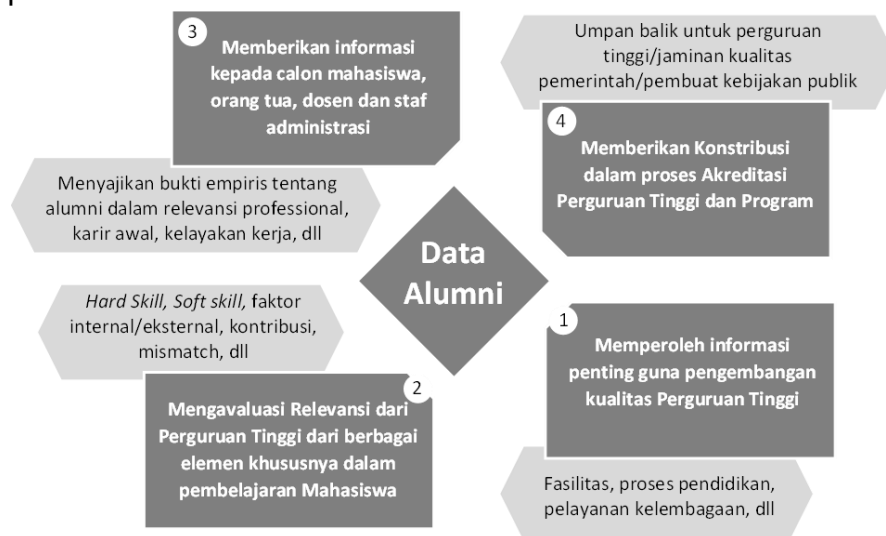 3
Memberikan informasi
kepada calon mahasiswa,
orang tua, dosen dan staf
administrasi
Menyajikan bukti empiris tentang
alumni dalam relevansi professional,
karir awal, kelayakan kerja, dll
Umpan balik untuk perguruan
tinggi/jaminan kualitas
pemerintah/pembuat kebijakan publik
4
Memberikan Konstribusi
dalam proses Akreditasi
Perguruan Tinggi dan Program
Data
Alumni
Hard Skill, Soft skill, faktor
internal/eksternal, kontribusi,
mismatch, dll
2
Mengavaluasi Relevansi dari
Perguruan Tinggi dari berbagai
elemen khususnya dalam
pembelajaran Mahasiswa
1
Memperoleh informasi
penting guna pengembangan
kualitas Perguruan Tinggi
Fasilitas, proses pendidikan,
pelayanan kelembagaan, dll